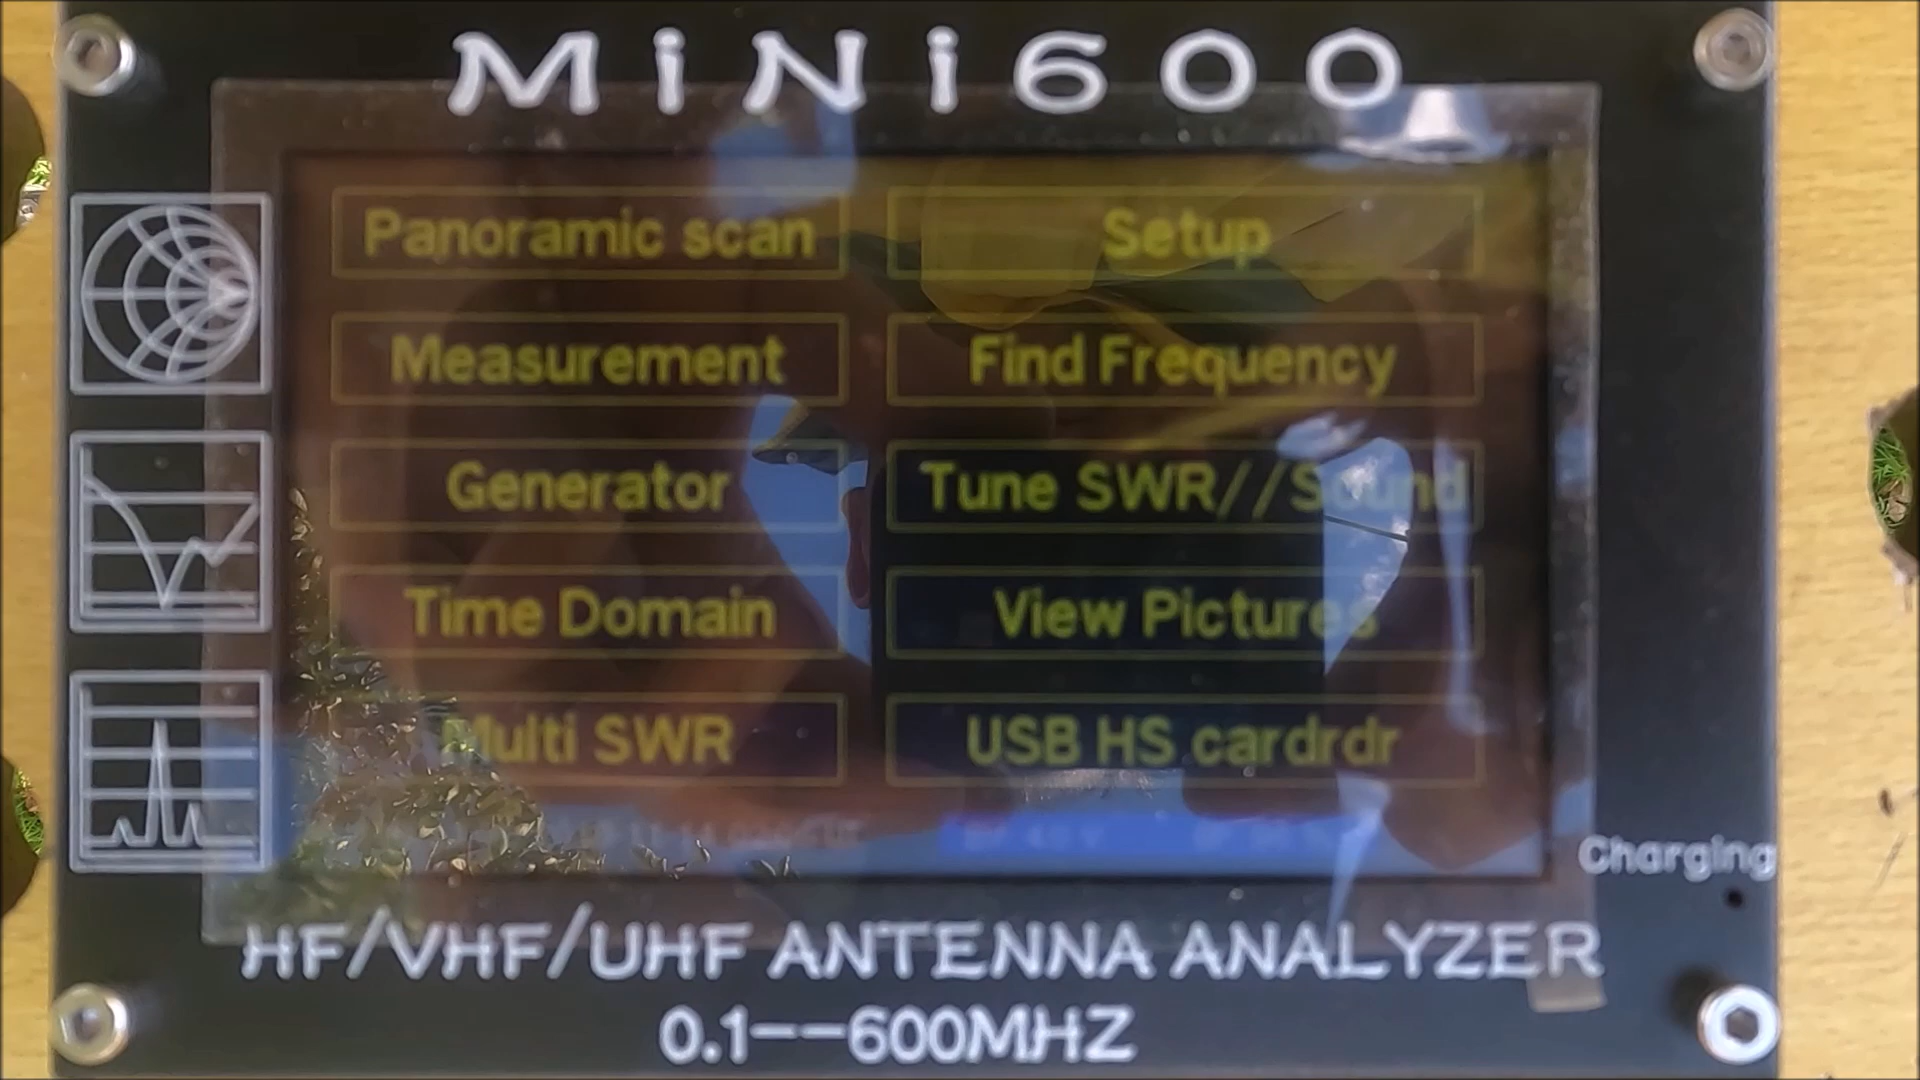 MiNi600
Panoramic scan
Setup
Measurement
Find Frequency
Generator
Tune SWR//Sound
Time Domain
View Pictures
Multi SWR
USB HS cardrdr
Charging
HF/VHF/UHF ANTENNA ANALYZER
0.1--600MHZ